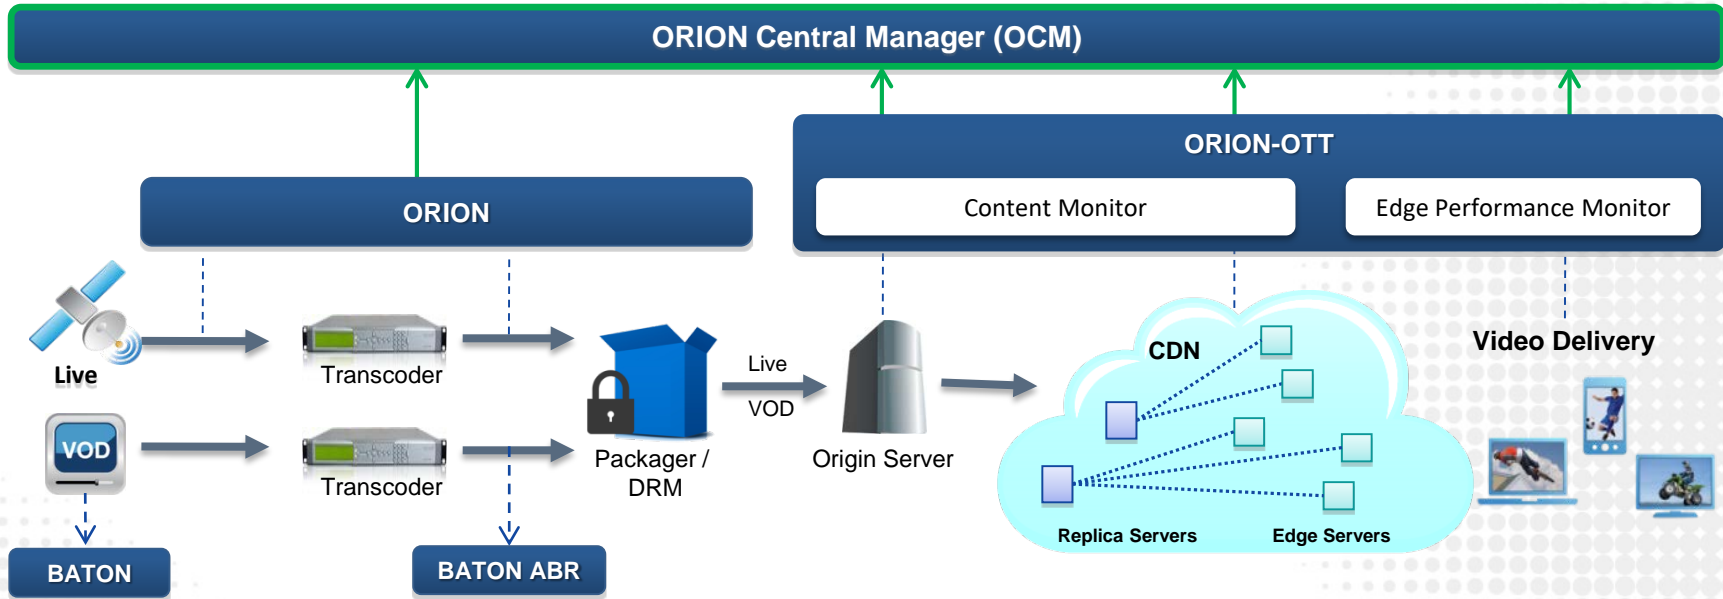 ORION Central Manager (OCM)
ORION-OTT
ORION
Content Monitor
Edge Performance Monitor
Live
Transcoder
VOD
Transcoder
Packager /
DRM
Live
VOD
Origin Server
CDN
Replica Servers
Edge Servers
Video Delivery
BATON
BATON ABR